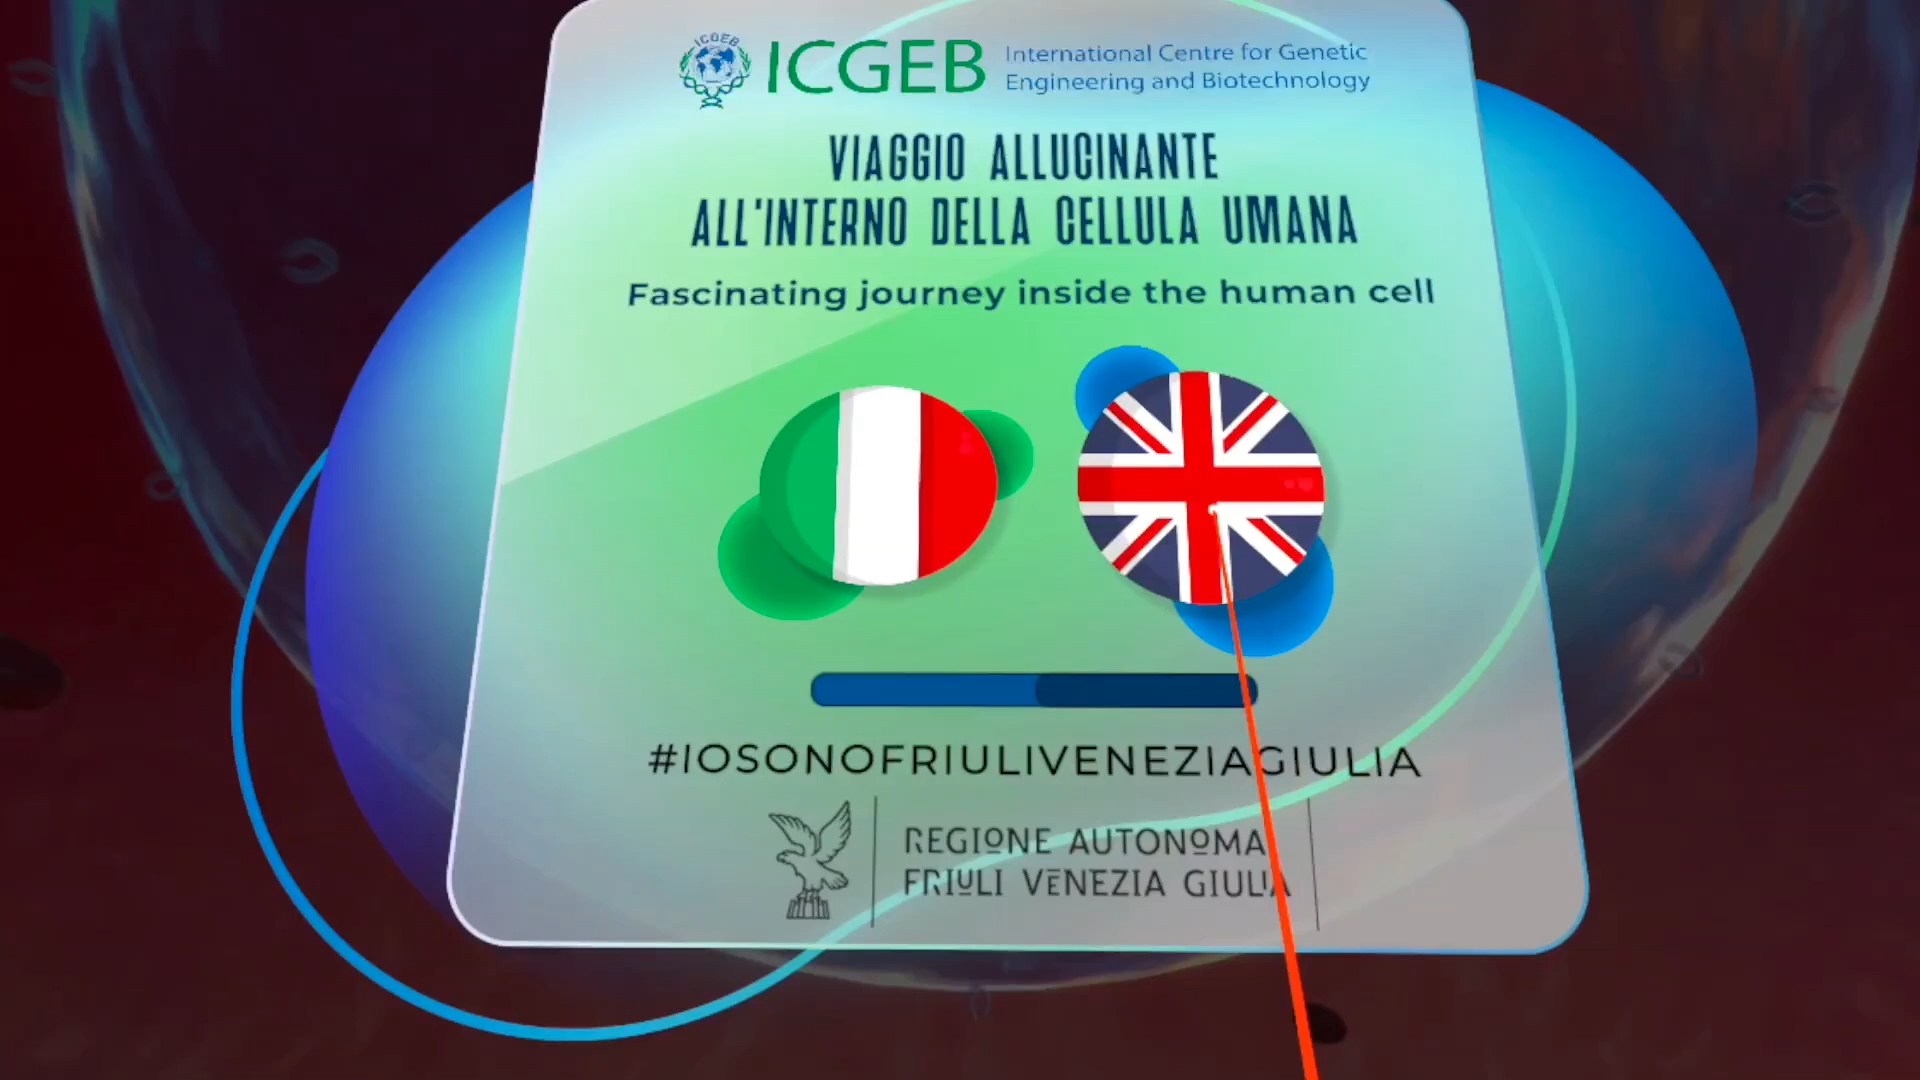 ICGEB
ICGEB
International Centre for Genetic
Engineering and Biotechnology
VIAGGIO ALLUCINANTE
ALL'INTERNO DELLA CELLULA UMANA
Fascinating journey inside the human cell
#IOSONOFRIULIVENEZIAGIULIA
REGIONE AUTONOMA
FRIULI VENEZIA GIULIA